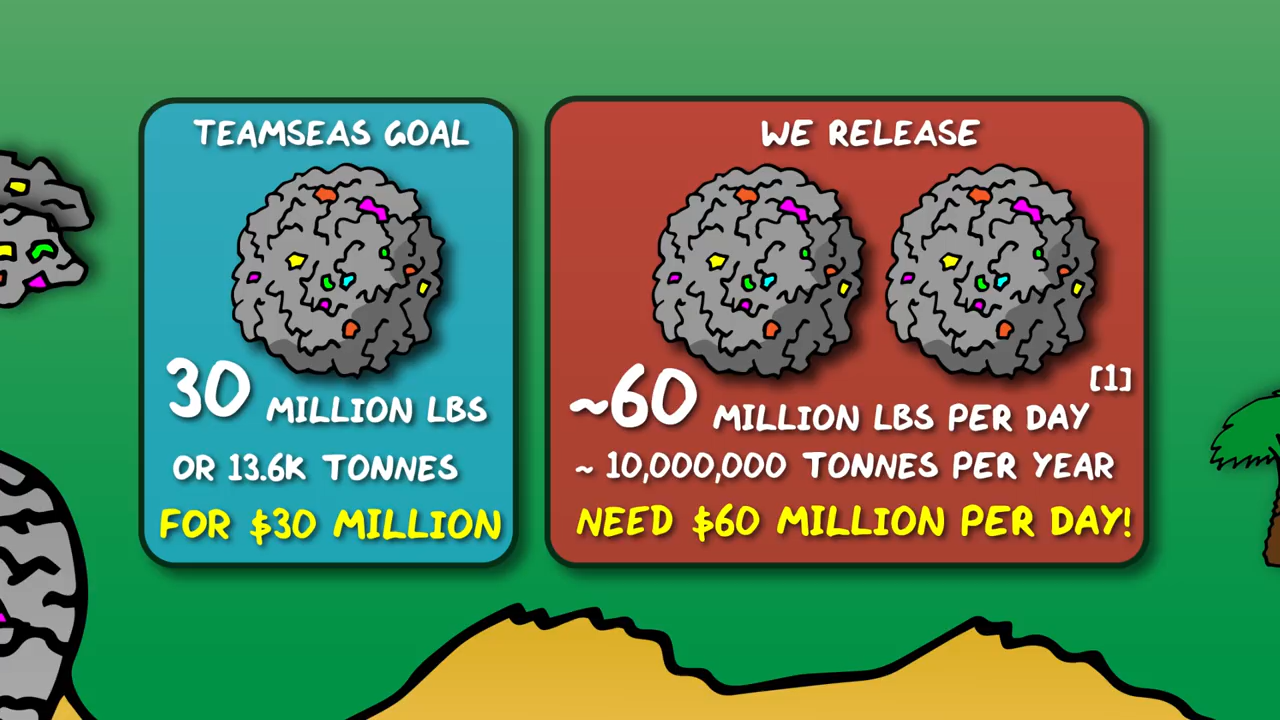 TEAMSEAS GOAL
30 MILLION LBS
OR 13.6K TONNES
FOR $30 MILLION
WE RELEASE
~60 MILLION LBS PER DAY [1]
~ 10,000,000 TONNES PER YEAR
NEED $60 MILLION PER DAY!